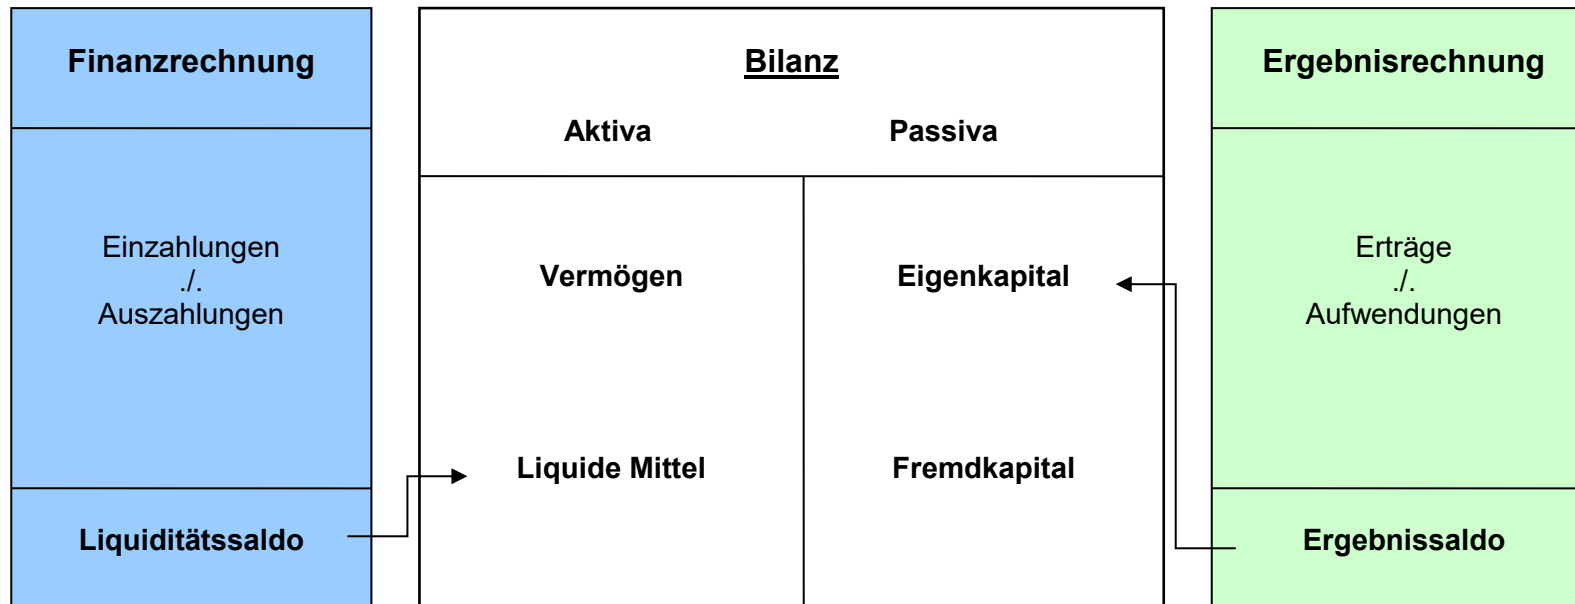 Finanzrechnung
Einzahlungen
./.
Auszahlungen
Liquiditätssaldo
Bilanz
Aktiva Passiva
Vermögen Eigenkapital
Liquide Mittel Fremdkapital
Ergebnisrechnung
Erträge
./.
Aufwendungen
Ergebnissaldo